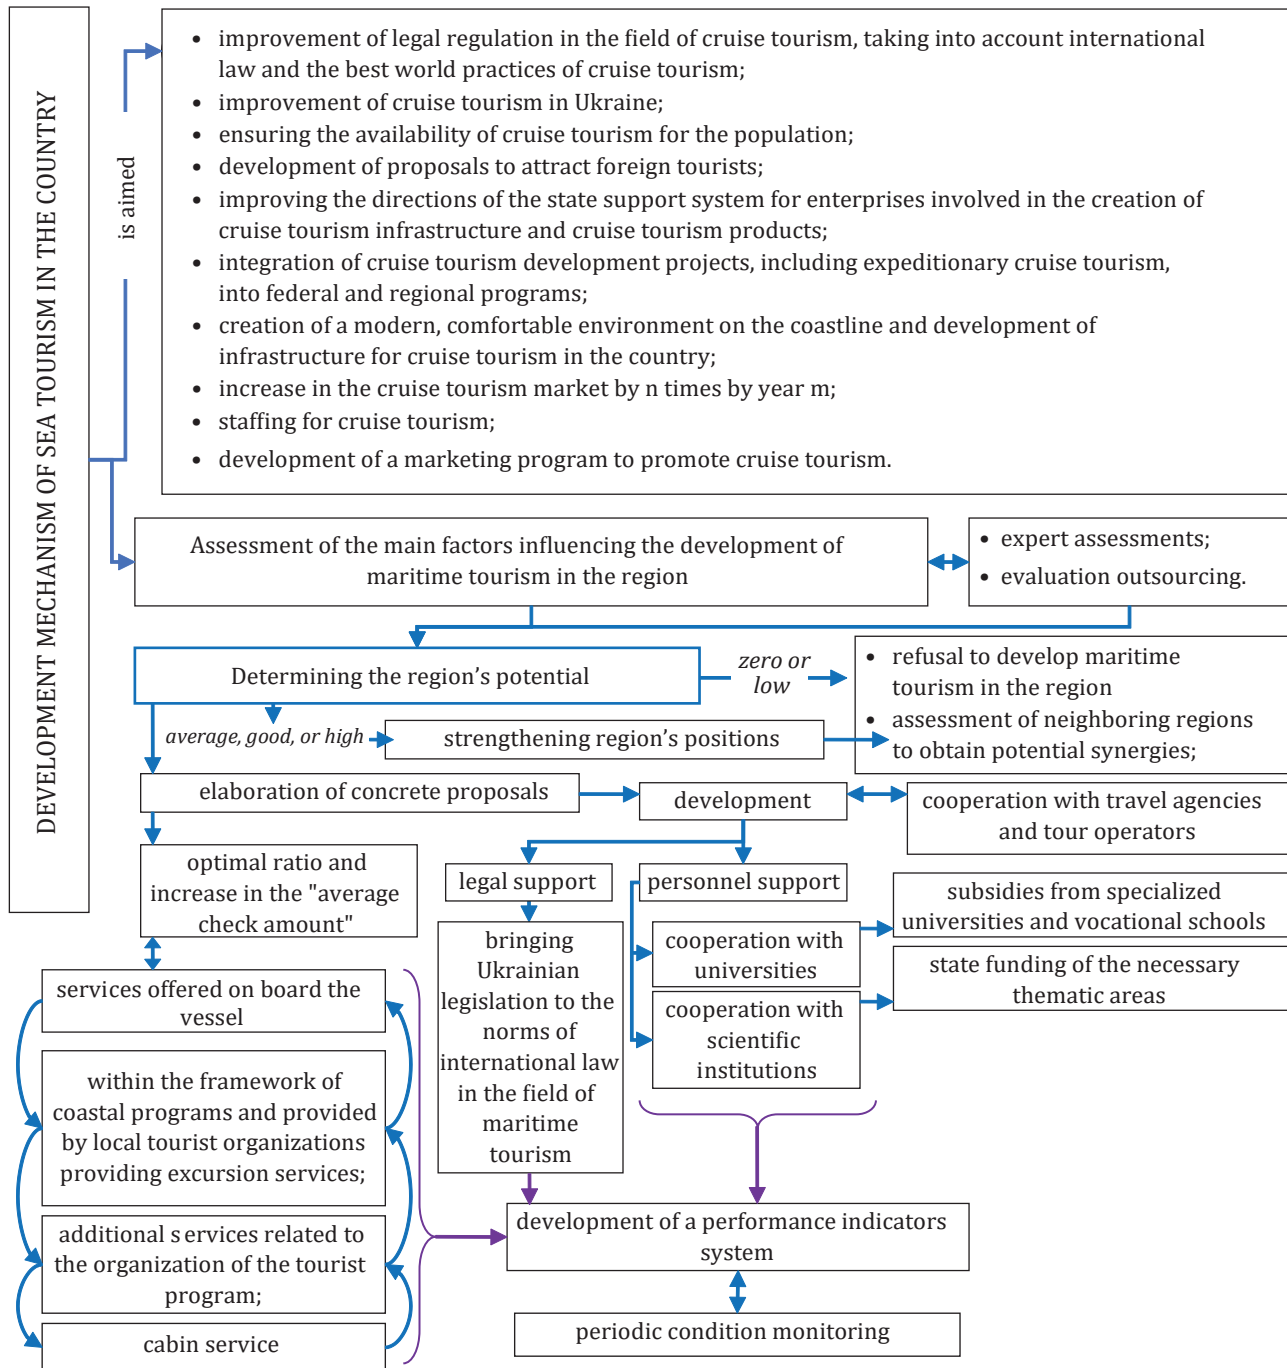 DEVELOPMENT MECHANISM OF SEA TOURISM IN THE COUNTRY
is aimed
• improvement of legal regulation in the field of cruise tourism, taking into account international
law and the best world practices of cruise tourism;
• improvement of cruise tourism in Ukraine;
• ensuring the availability of cruise tourism for the population;
• development of proposals to attract foreign tourists;
• improving the directions of the state support system for enterprises involved in the creation of
cruise tourism infrastructure and cruise tourism products;
• integration of cruise tourism development projects, including expeditionary cruise tourism,
into federal and regional programs;
• creation of a modern, comfortable environment on the coastline and development of
infrastructure for cruise tourism in the country;
• increase in the cruise tourism market by n times by year m;
• staffing for cruise tourism;
• development of a marketing program to promote cruise tourism.
Assessment of the main factors influencing the development of
maritime tourism in the region
• expert assessments;
• evaluation outsourcing.
Determining the region's potential
zero or
low
• refusal to develop maritime
tourism in the region
• assessment of neighboring regions
to obtain potential synergies;
average, good, or high
strengthening region's positions
elaboration of concrete proposals
development
cooperation with travel agencies
and tour operators
optimal ratio and
increase in the "average
check amount"
legal support
personnel support
subsidies from specialized
universities and vocational schools
bringing
Ukrainian
legislation to the
norms of
international law
in the field of
maritime
tourism
cooperation with
universities
state funding of the necessary
thematic areas
cooperation with
scientific
institutions
services offered on board the
vessel
within the framework of
coastal programs and provided
by local tourist organizations
providing excursion services;
additional s ervices related to
the organization of the tourist
program;
cabin service
development of a performance indicators
system
periodic condition monitoring